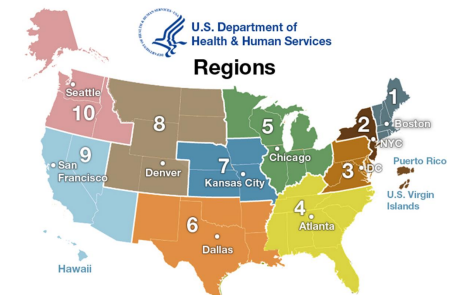 U.S. Department of
Health & Human Services
Regions
Seattle
10
8
5
2
1
Boston
NYC
9
San
Francisco
Denver
7
Kansas City
Chicago
3
DC
Puerto Rico
U.S. Virgin
Islands
6
Dallas
4
Atlanta
Hawaii